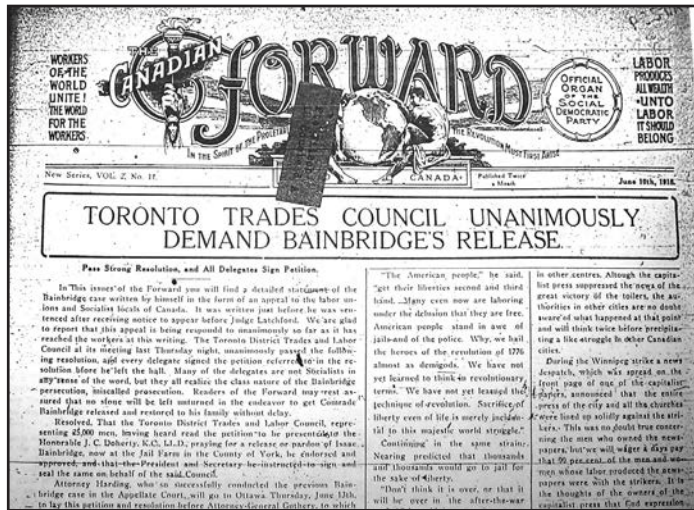 WORKERS
OF THE
WORLD
UNITE!
THE WORLD
FOR THE
WORKERS
THE
CANADIAN
FORWARD
OFFICIAL
ORGAN
OF THE
SOCIAL
DEMOCRATIC
PARTY
LABOR
PRODUCES
ALL WEALTH
UNTO
LABOR
IT SHOULD
BELONG
IN THE SPIRIT OF THE
THE REVOLUTION MUST FIRST ARISE
New Series, VOL. 2, No. 17.
CANADA
Published Twice
a Month
June 10th, 1918.
TORONTO TRADES COUNCIL UNANIMOUSLY
DEMAND BAINBRIDGE'S RELEASE.
Pass Strong Resolution, and All Delegates Sign Petition.
In This issues of the Forward you will find a detailed statement of the
Bainbridge case written by himself in the form of an appeal to the labor un-
ions and Socialist locals of Canada. It was written just before he was sen-
tenced after receiving notice to appear before Judge Latchford. We are glad
to report that this appeal is being respond to unanimously so far as it has
reached the workers at this writing. The Toronto District Trades and Labor
Council at its meeting last Thursday night, unanimously passed the follow-
ing resolution, and every delegate signed the petition referred to in the re-
solution bfore he left the hall. Many of the delegates are not Socialists in
any sense of the word, but they all realize the class nature of the Bainbridge
persecution, miscalled prosecution. Readers of the Forward may rest as-
sured that no stone will be left unturned in the endeavor to get Comrade
Bainbridge released and restored to his family without delay.
Resolved, That the Toronto District Trades and Labor Council, repre-
senting 25,000 men, having heard read the petition to be presented to the
Honorable J. C. Doherty, K.C., LL.D., praying for a release or pardon of Isaac
Bainbridge, now at the Jail Farm in the County of York, be endorsed and
approved, and that the President and Secretary be instructed to sign and
seal the same on behalf of the said Council.
Attorney Harding, who so successfully conducted the previous Bain-
bridge case in the Appellate Court, will go to Ottawa Thursday, June 13th,
to lay this petition and resolution before Attorney-General Gothery, to which
"The American people," he said,
"get their liberties second and third
hand. Many even now are laboring
under the delusion that they are free.
American people stand in awe of
jails and of the police. Why, we hail
the heroes of the revolution of 1776
almost as demigods. We have not
yet learned to think in revolutionary
terms. We have not yet learned the
technique of revolution. Sacrifice of
liberty even of life is merely inciden-
tal to this majestic world struggle."
Continuing in the same strain,
Nearing predicted that thousands
and thousands would go to jail for
the sake of liberty.
"Don't think it is over, or that it
will be over in the after-the-war
in other centres. Altough the capita-
list press suppressed the news of the
great victory of the toilers, the au-
thorities in other cities are no doubt
aware of what happened at that point
and will think twice before precipita-
ting a like struggle in other Canadian
cities.
During the Winnipeg strike a news
despatch, which was spread on the
front page of one of the capitalist
papers, announced that the entire
press of the city and all the churches
were lined up solidly against the stri-
kers. This was no doubt true concer-
ning the men who owned the news-
papers, but we will wager 4 days pay
that 99 per cent. of the men and wo-
men whose labor produced the news-
papers were with the strikers. It is
the thoughts of the owners of the
capitalist press that find expression